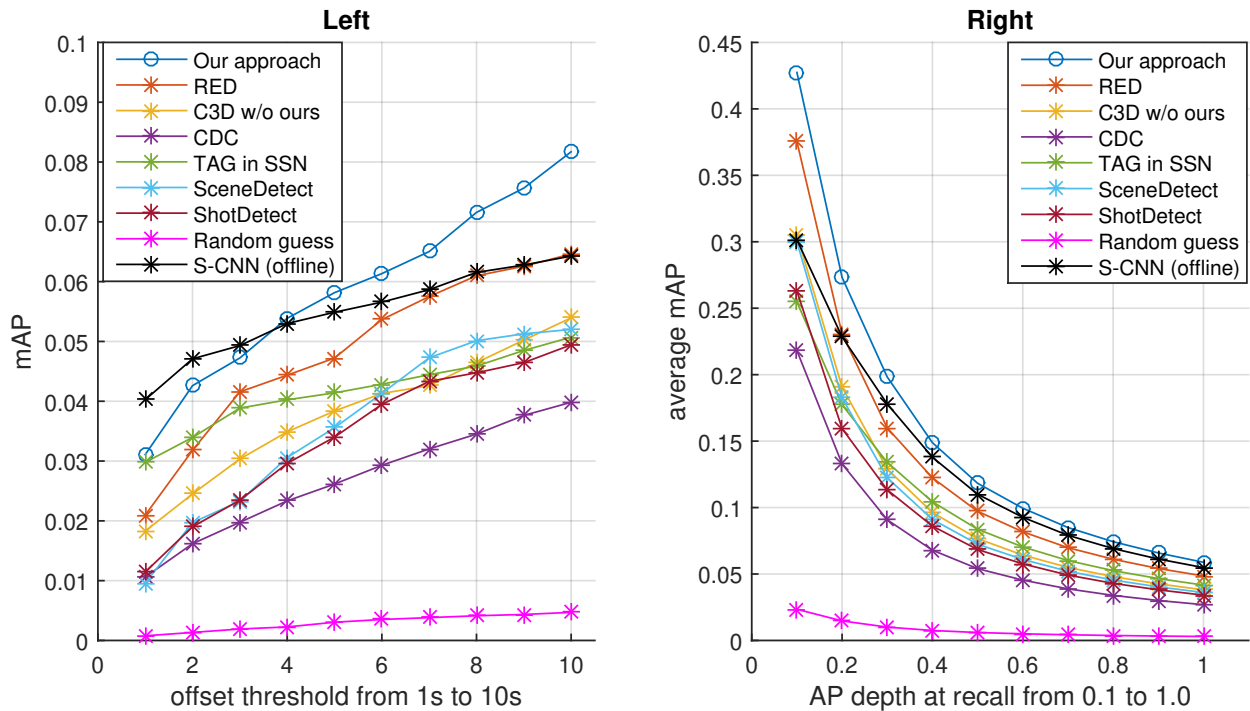 Left
0.1
0.09
0.08
0.07
0.06
0.05
0.04
0.03
0.02
0.01
0
mAP
Our approach
RED
C3D w/o ours
CDC
TAG in SSN
SceneDetect
ShotDetect
Random guess
S-CNN (offline)
0 2 4 6 8 10
offset threshold from 1s to 10s
Right
0.45
0.4
0.35
0.3
0.25
0.2
0.15
0.1
0.05
0
average mAP
Our approach
RED
C3D w/o ours
CDC
TAG in SSN
SceneDetect
ShotDetect
Random guess
S-CNN (offline)
0 0.2 0.4 0.6 0.8 1
AP depth at recall from 0.1 to 1.0